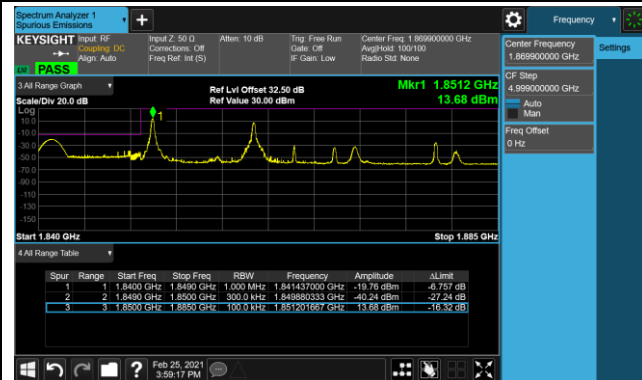 Spectrum Analyzer 1
Spurious Emissions
Frequency
KEYSIGHT
Input: RF
Coupling: DC
Align: Auto
Input Z: 50 Ω
Corrections: Off
Freq Ref: Int (S)
Atten: 10 dB
Trig: Free Run
Gate: Off
IF Gain: Low
Center Freq: 1.869900000 GHz
Avg|Hold: 100/100
Radio Std: None
LNI PASS
Center Frequency
1.869900000 GHz
Settings
CF Step
4.999000000 GHz
Auto
Man
Freq Offset
0 Hz
3 All Range Graph
Scale/Div 20.0 dB
Ref Lvl Offset 32.50 dB
Ref Value 30.00 dBm
Mkr1 1.8512 GHz
13.68 dBm
Log
10.0
-10.0
-30.0
-50.0
-70.0
-90
-110
-130
-150
1
Start 1.840 GHz
Stop 1.885 GHz
4 All Range Table
Spur Range Start Freq Stop Freq RBW Frequency Amplitude ΔLimit
1 1 1.8400 GHz 1.8490 GHz 1.000 MHz 1.841437000 GHz -19.76 dBm -6.757 dB
2 2 1.8490 GHz 1.8500 GHz 300.0 kHz 1.849880333 GHz -40.24 dBm -27.24 dB
3 3 1.8500 GHz 1.8850 GHz 100.0 kHz 1.851201667 GHz 13.68 dBm -16.32 dB
?
Feb 25, 2021
3:59:17 PM